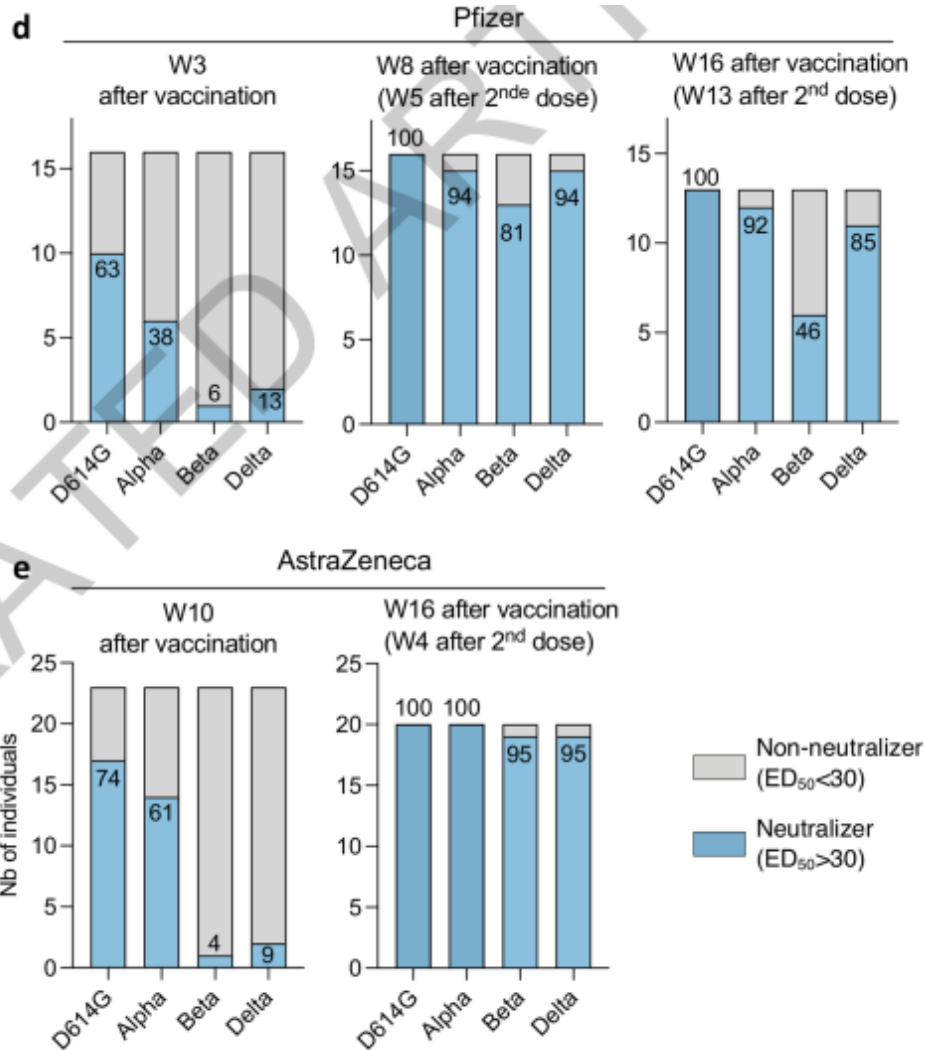 d
Pfizer
W3
after vaccination
W8 after vaccination
(W5 after 2nde dose)
W16 after vaccination
(W13 after 2nd dose)
15
10
5
0
63
38
6
13
D614G
Alpha
Beta
Delta
15
10
5
0
100
94
81
94
D614G
Alpha
Beta
Delta
15
10
5
0
100
92
46
85
D614G
Alpha
Beta
Delta
e
AstraZeneca
W10
after vaccination
W16 after vaccination
(W4 after 2nd dose)
Nb of individuals
25
20
15
10
5
0
74
61
4
9
D614G
Alpha
Beta
Delta
25
20
15
10
5
0
100
100
95
95
D614G
Alpha
Beta
Delta
Non-neutralizer
(ED50<30)
Neutralizer
(ED50>30)